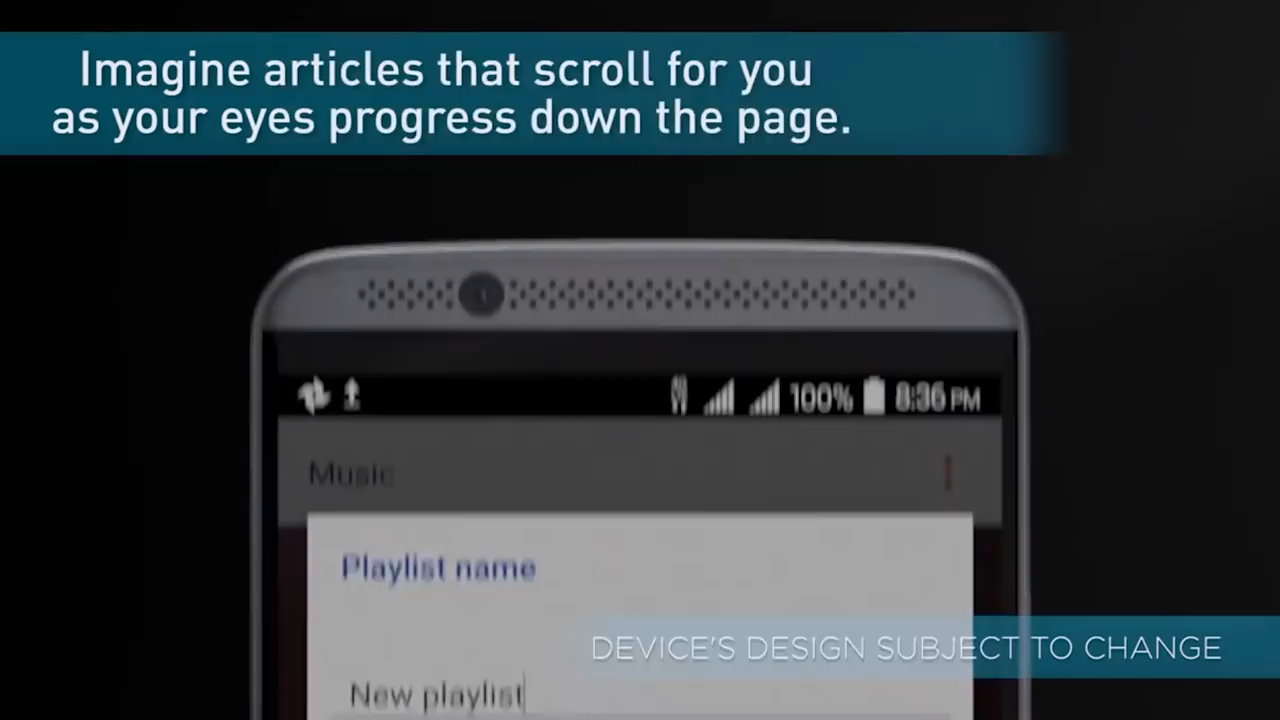 Imagine articles that scroll for you
as your eyes progress down the page.
100% 8:36 PM
Music
Playlist name
DEVICE'S DESIGN SUBJECT TO CHANGE
New playlist